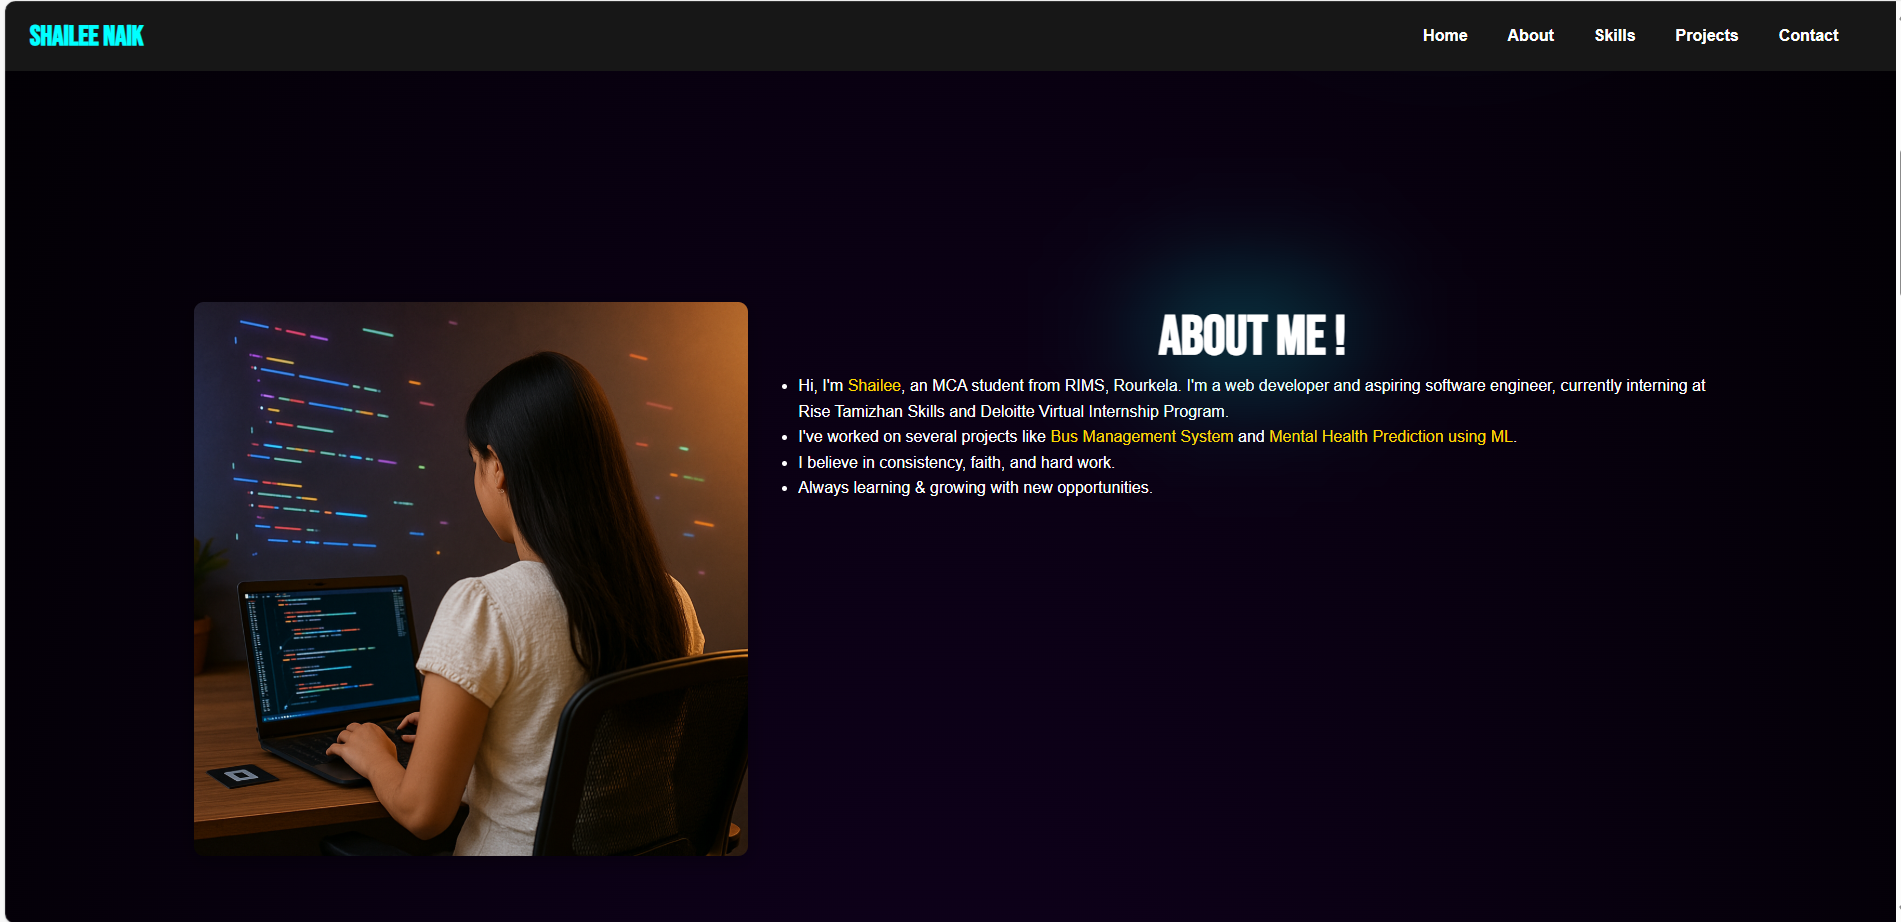 SHAILEE NAIK
Home About Skills Projects Contact
ABOUT ME !
• Hi, I'm Shailee, an MCA student from RIMS, Rourkela. I'm a web developer and aspiring software engineer, currently interning at
Rise Tamizhan Skills and Deloitte Virtual Internship Program.
• I've worked on several projects like Bus Management System and Mental Health Prediction using ML.
• I believe in consistency, faith, and hard work.
• Always learning & growing with new opportunities.